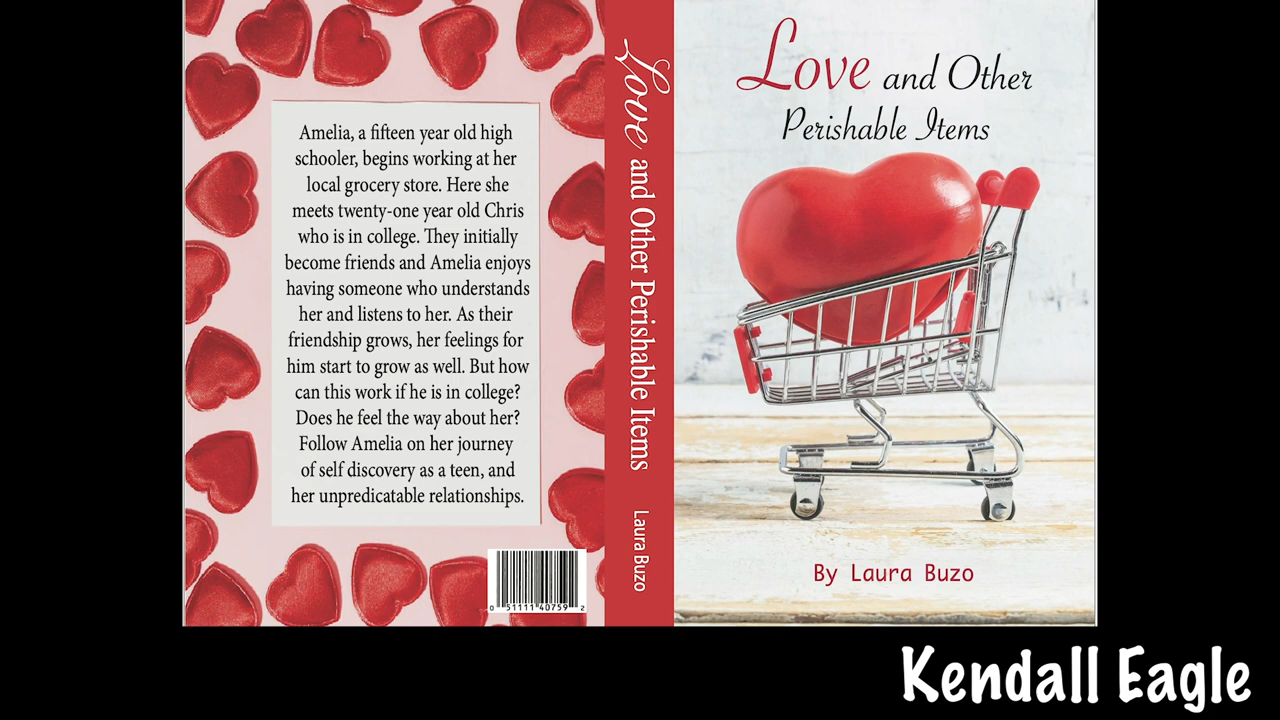 Amelia, a fifteen year old high
schooler, begins working at her
local grocery store. Here she
meets twenty-one year old Chris
who is in college. They initially
become friends and Amelia enjoys
having someone who understands
her and listens to her. As their
friendship grows, her feelings for
him start to grow as well. But how
can this work if he is in college?
Does he feel the way about her?
Follow Amelia on her journey
of self discovery as a teen, and
her unpredicatable relationships.
0 51111 40759 2
Love and Other Perishable Items
Laura Buzo
Love and Other
Perishable Items
By Laura Buzo
Kendall Eagle